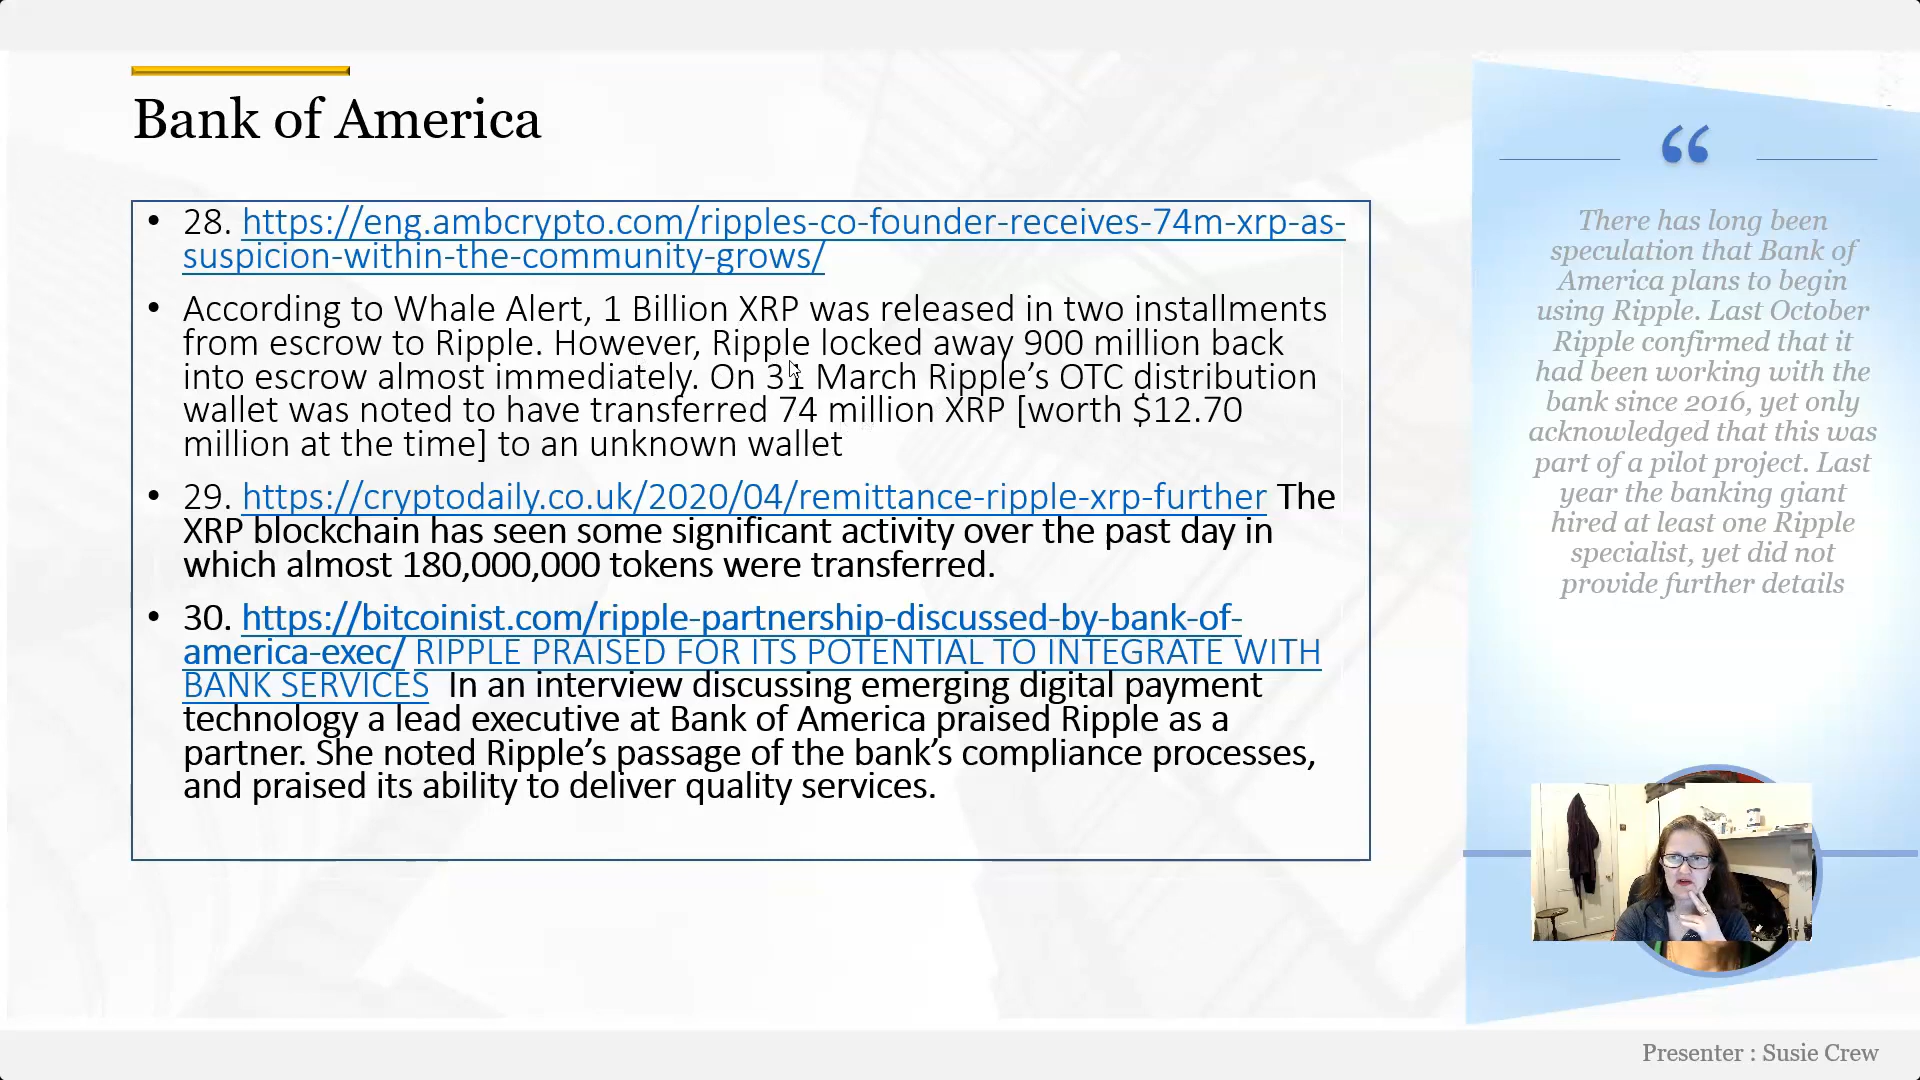 Bank of America
• 28. https://eng.ambcrypto.com/ripples-co-founder-receives-74m-xrp-as-
suspicion-within-the-community-grows/
• According to Whale Alert, 1 Billion XRP was released in two installments
from escrow to Ripple. However, Ripple locked away 900 million back
into escrow almost immediately. On 31 March Ripple’s OTC distribution
wallet was noted to have transferred 74 million XRP [worth $12.70
million at the time] to an unknown wallet
• 29. https://cryptodaily.co.uk/2020/04/remittance-ripple-xrp-further The
XRP blockchain has seen some significant activity over the past day in
which almost 180,000,000 tokens were transferred.
• 30. https://bitcoinist.com/ripple-partnership-discussed-by-bank-of-
america-exec/ RIPPLE PRAISED FOR ITS POTENTIAL TO INTEGRATE WITH
BANK SERVICES In an interview discussing emerging digital payment
technology a lead executive at Bank of America praised Ripple as a
partner. She noted Ripple’s passage of the bank’s compliance processes,
and praised its ability to deliver quality services.
“
There has long been
speculation that Bank of
America plans to begin
using Ripple. Last October
Ripple confirmed that it
had been working with the
bank since 2016, yet only
acknowledged that this was
part of a pilot project. Last
year the banking giant
hired at least one Ripple
specialist, yet did not
provide further details
Presenter : Susie Crew